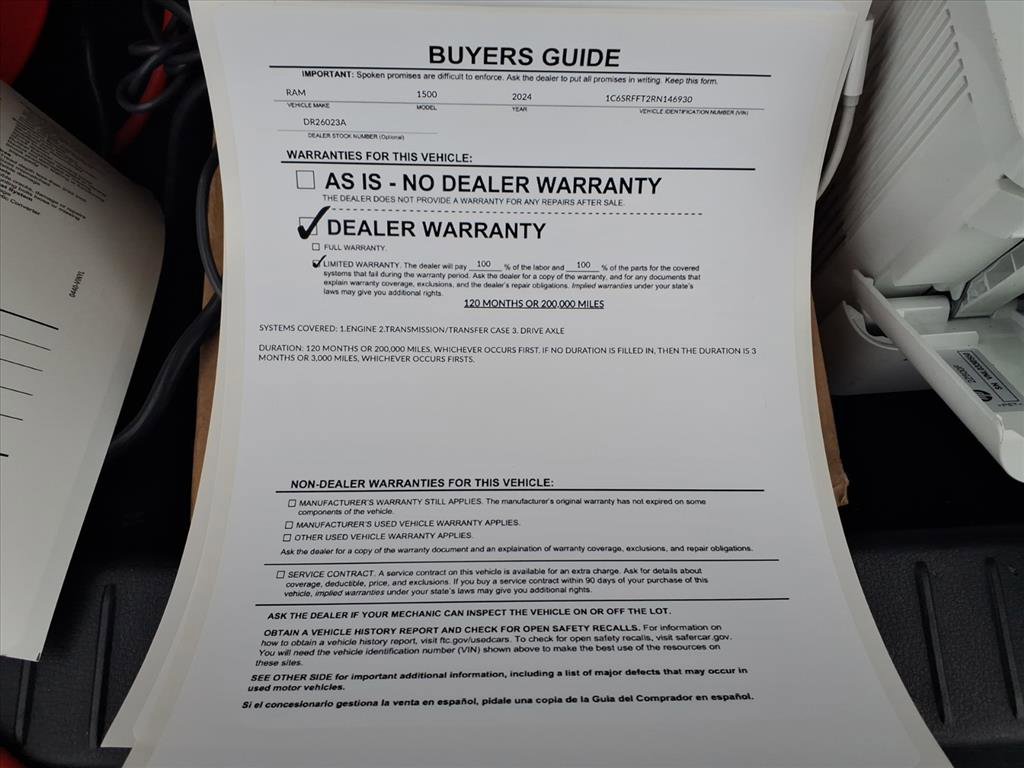 BUYERS GUIDE
IMPORTANT: Spoken promises are difficult to enforce. Ask the dealer to put all promises in writing. Keep this form.
RAM 1500 2024 1C6SRFFT2RN146930
VEHICLE MAKE MODEL YEAR VEHICLE IDENTIFICATION NUMBER (VIN)
DR26023A
DEALER STOCK NUMBER (Optional)
WARRANTIES FOR THIS VEHICLE:
AS IS - NO DEALER WARRANTY
THE DEALER DOES NOT PROVIDE A WARRANTY FOR ANY REPAIRS AFTER SALE.
DEALER WARRANTY
FULL WARRANTY.
LIMITED WARRANTY. The dealer will pay 100 % of the labor and 100 % of the parts for the covered
systems that fail during the warranty period. Ask the dealer for a copy of the warranty, and for any documents that
explain warranty coverage, exclusions, and the dealer's repair obligations. Implied warranties under your state's
laws may give you additional rights.
120 MONTHS OR 200,000 MILES
SYSTEMS COVERED: 1.ENGINE 2.TRANSMISSION/TRANSFER CASE 3. DRIVE AXLE
DURATION: 120 MONTHS OR 200,000 MILES, WHICHEVER OCCURS FIRST. IF NO DURATION IS FILLED IN, THEN THE DURATION IS 3
MONTHS OR 3,000 MILES, WHICHEVER OCCURS FIRSTS.
NON-DEALER WARRANTIES FOR THIS VEHICLE:
MANUFACTURER'S WARRANTY STILL APPLIES. The manufacturer's original warranty has not expired on some
components of the vehicle.
MANUFACTURER'S USED VEHICLE WARRANTY APPLIES.
OTHER USED VEHICLE WARRANTY APPLIES.
Ask the dealer for a copy of the warranty document and an explaination of warranty coverage, exclusions, and repair obligations.
SERVICE CONTRACT. A service contract on this vehicle is available for an extra charge. Ask for details about
coverage, deductible, price, and exclusions. If you buy a service contract within 90 days of your purchase of this
vehicle, implied warranties under your state's laws may give you additional rights.
ASK THE DEALER IF YOUR MECHANIC CAN INSPECT THE VEHICLE ON OR OFF THE LOT.
OBTAIN A VEHICLE HISTORY REPORT AND CHECK FOR OPEN SAFETY RECALLS. For information on
how to obtain a vehicle history report, visit ftc.gov/usedcars. To check for open safety recalls, visit safercar.gov.
You will need the vehicle identification number (VIN) shown above to make the best use of the resources on
these sites.
SEE OTHER SIDE for important additional information, including a list of major defects that may occur in
used motor vehicles.
Si el concesionario gestiona la venta en español, pidale una copia de la Guia del Comprador en español.